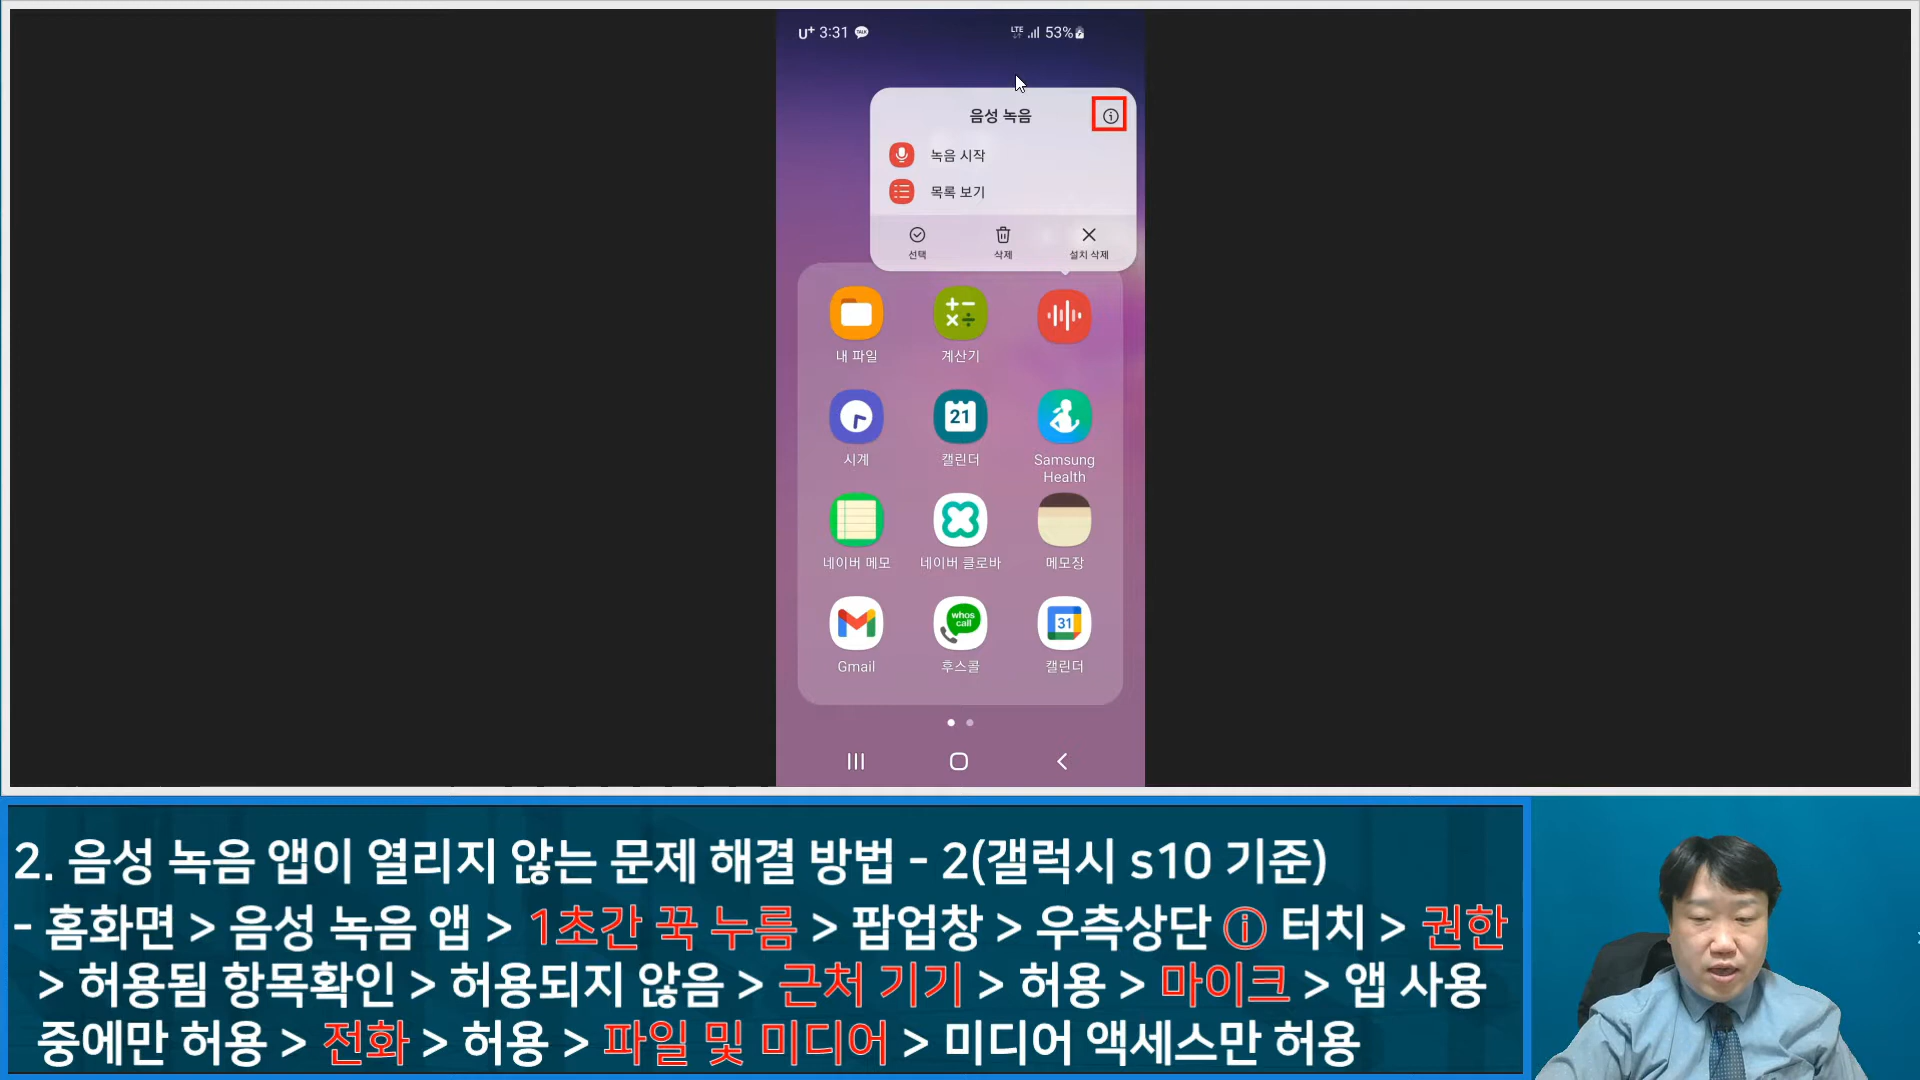 U+ 3:31 TALK LTE 53%
음성 녹음
녹음 시작
목록 보기
선택 삭제 설치 삭제
내 파일 계산기
21
시계 캘린더 Samsung Health
네이버 메모 네이버 클로바 메모장
whos call 31
Gmail 후스콜 캘린더
2. 음성 녹음 앱이 열리지 않는 문제 해결 방법 - 2(갤럭시 s10 기준)
- 홈화면 > 음성 녹음 앱 > 1초간 꾹 누름 > 팝업창 > 우측상단 ⓘ 터치 > 권한
> 허용됨 항목확인 > 허용되지 않음 > 근처 기기 > 허용 > 마이크 > 앱 사용
중에만 허용 > 전화 > 허용 > 파일 및 미디어 > 미디어 액세스만 허용